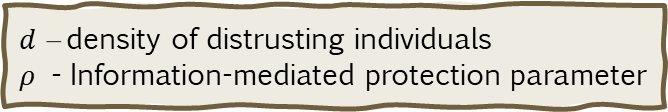 d – density of distrusting individuals
ρ - Information-mediated protection parameter